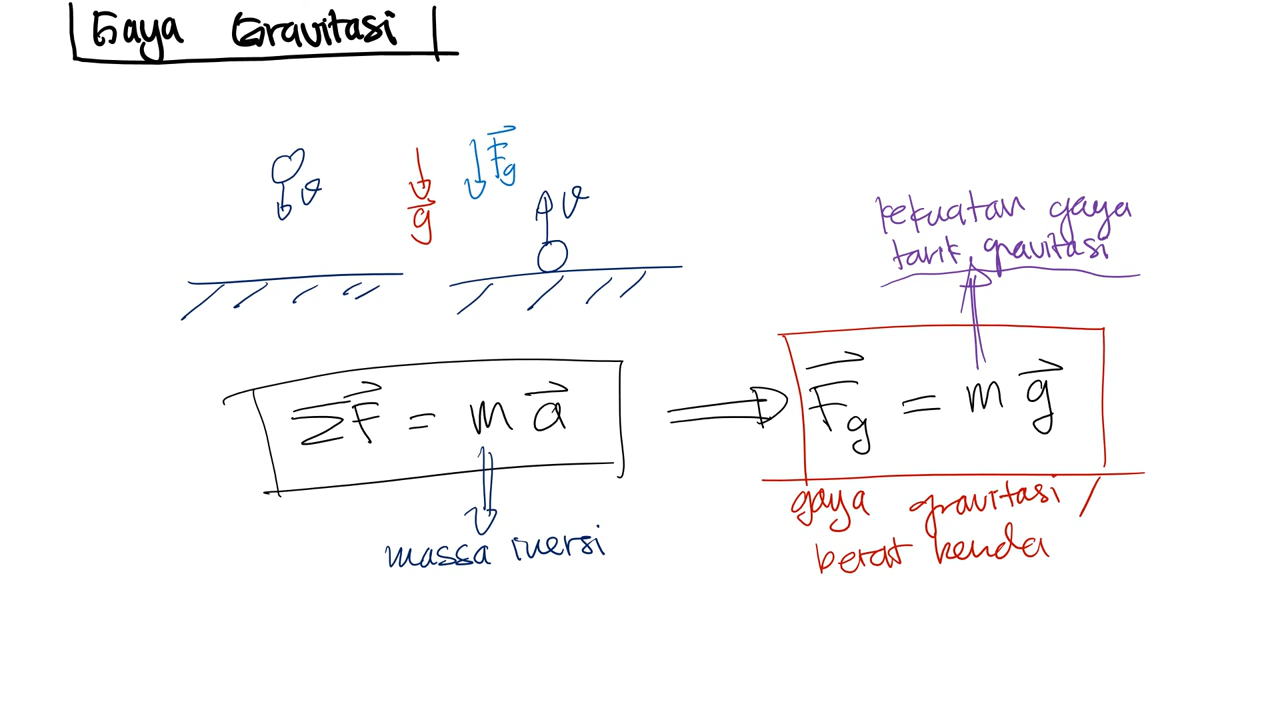 Gaya Gravitasi
v
g⃗
F⃗g
v
kekuatan gaya
tarik gravitasi
ΣF⃗ = m a⃗
F⃗g = m g⃗
massa inersi
gaya gravitasi /
berat benda